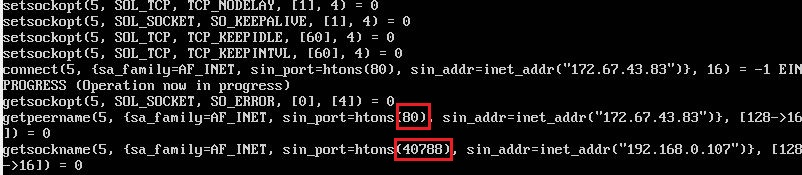 setsockopt(5, SOL_TCP, TCP_NODELAY, [1], 4) = 0
setsockopt(5, SOL_SOCKET, SO_KEEPALIVE, [1], 4) = 0
setsockopt(5, SOL_TCP, TCP_KEEPIDLE, [60], 4) = 0
setsockopt(5, SOL_TCP, TCP_KEEPINTVL, [60], 4) = 0
connect(5, {sa_family=AF_INET, sin_port=htons(80), sin_addr=inet_addr("172.67.43.83")}, 16) = -1 EIN
PROGRESS (Operation now in progress)
getsockopt(5, SOL_SOCKET, SO_ERROR, [0], [4]) = 0
getpeername(5, {sa_family=AF_INET, sin_port=htons(80), sin_addr=inet_addr("172.67.43.83")}, [128->16
]) = 0
getsockname(5, {sa_family=AF_INET, sin_port=htons(40788), sin_addr=inet_addr("192.168.0.107")}, [128
->16]) = 0